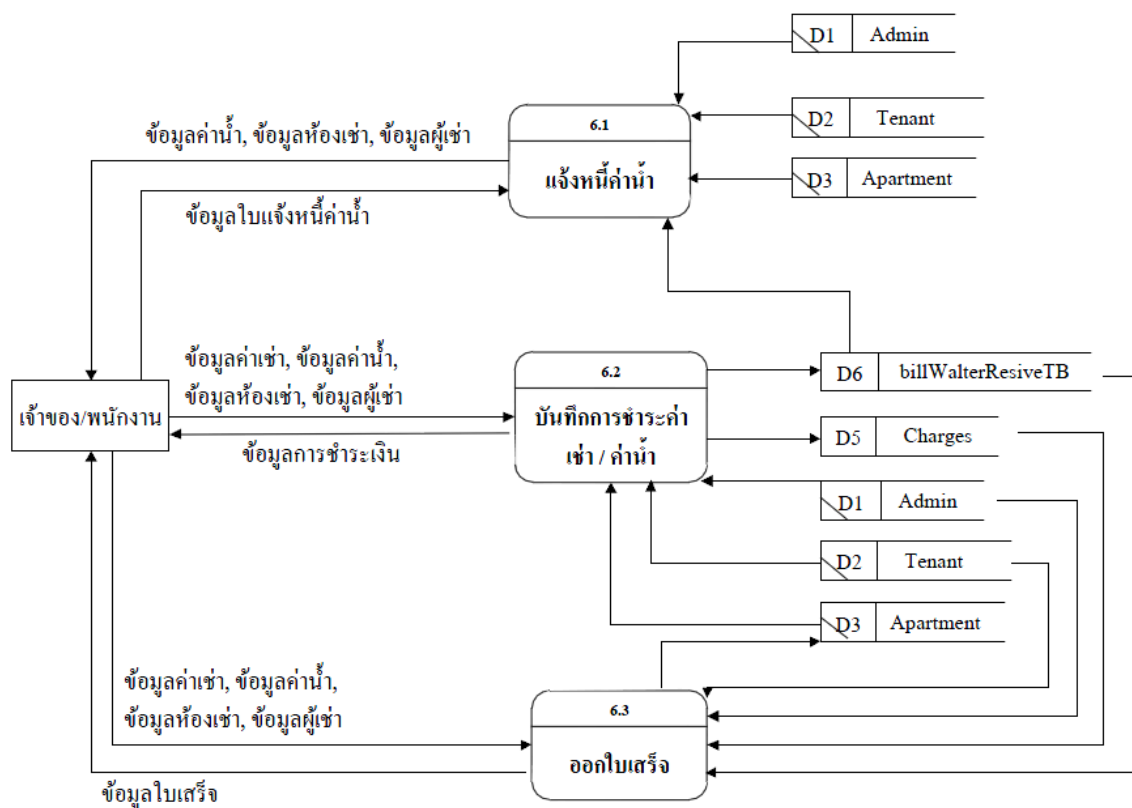 D1 Admin
6.1
D2 Tenant
ข้อมูลค่าน้ำ, ข้อมูลห้องเช่า, ข้อมูลผู้เช่า
แจ้งหนี้ค่าน้ำ
D3 Apartment
ข้อมูลใบแจ้งหนี้ค่าน้ำ
ข้อมูลค่าเช่า, ข้อมูลค่าน้ำ,
ข้อมูลห้องเช่า, ข้อมูลผู้เช่า
6.2
D6 billWalterResiveTB
เจ้าของ/พนักงาน
บันทึกการชำระค่า
เช่า / ค่าน้ำ
D5 Charges
ข้อมูลการชำระเงิน
D1 Admin
D2 Tenant
D3 Apartment
ข้อมูลค่าเช่า, ข้อมูลค่าน้ำ,
ข้อมูลห้องเช่า, ข้อมูลผู้เช่า
6.3
ออกใบเสร็จ
ข้อมูลใบเสร็จ